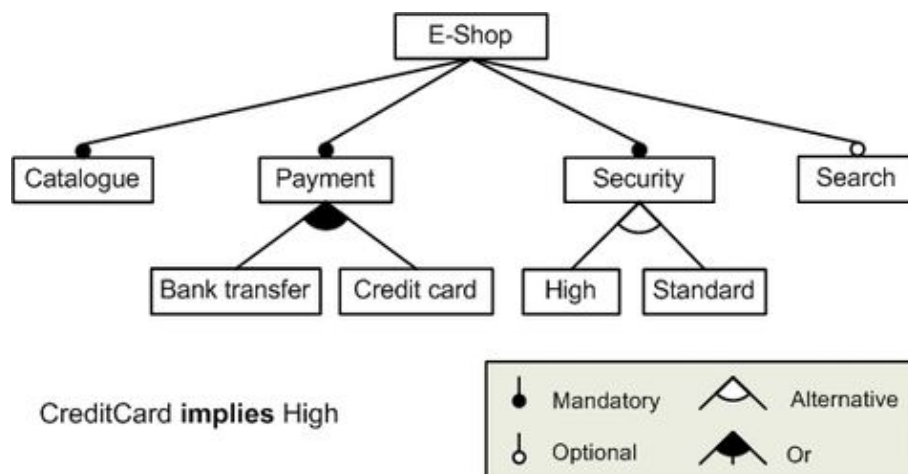 E-Shop
Catalogue
Payment
Security
Search
Bank transfer
Credit card
High
Standard
CreditCard implies High
Mandatory
Alternative
Optional
Or